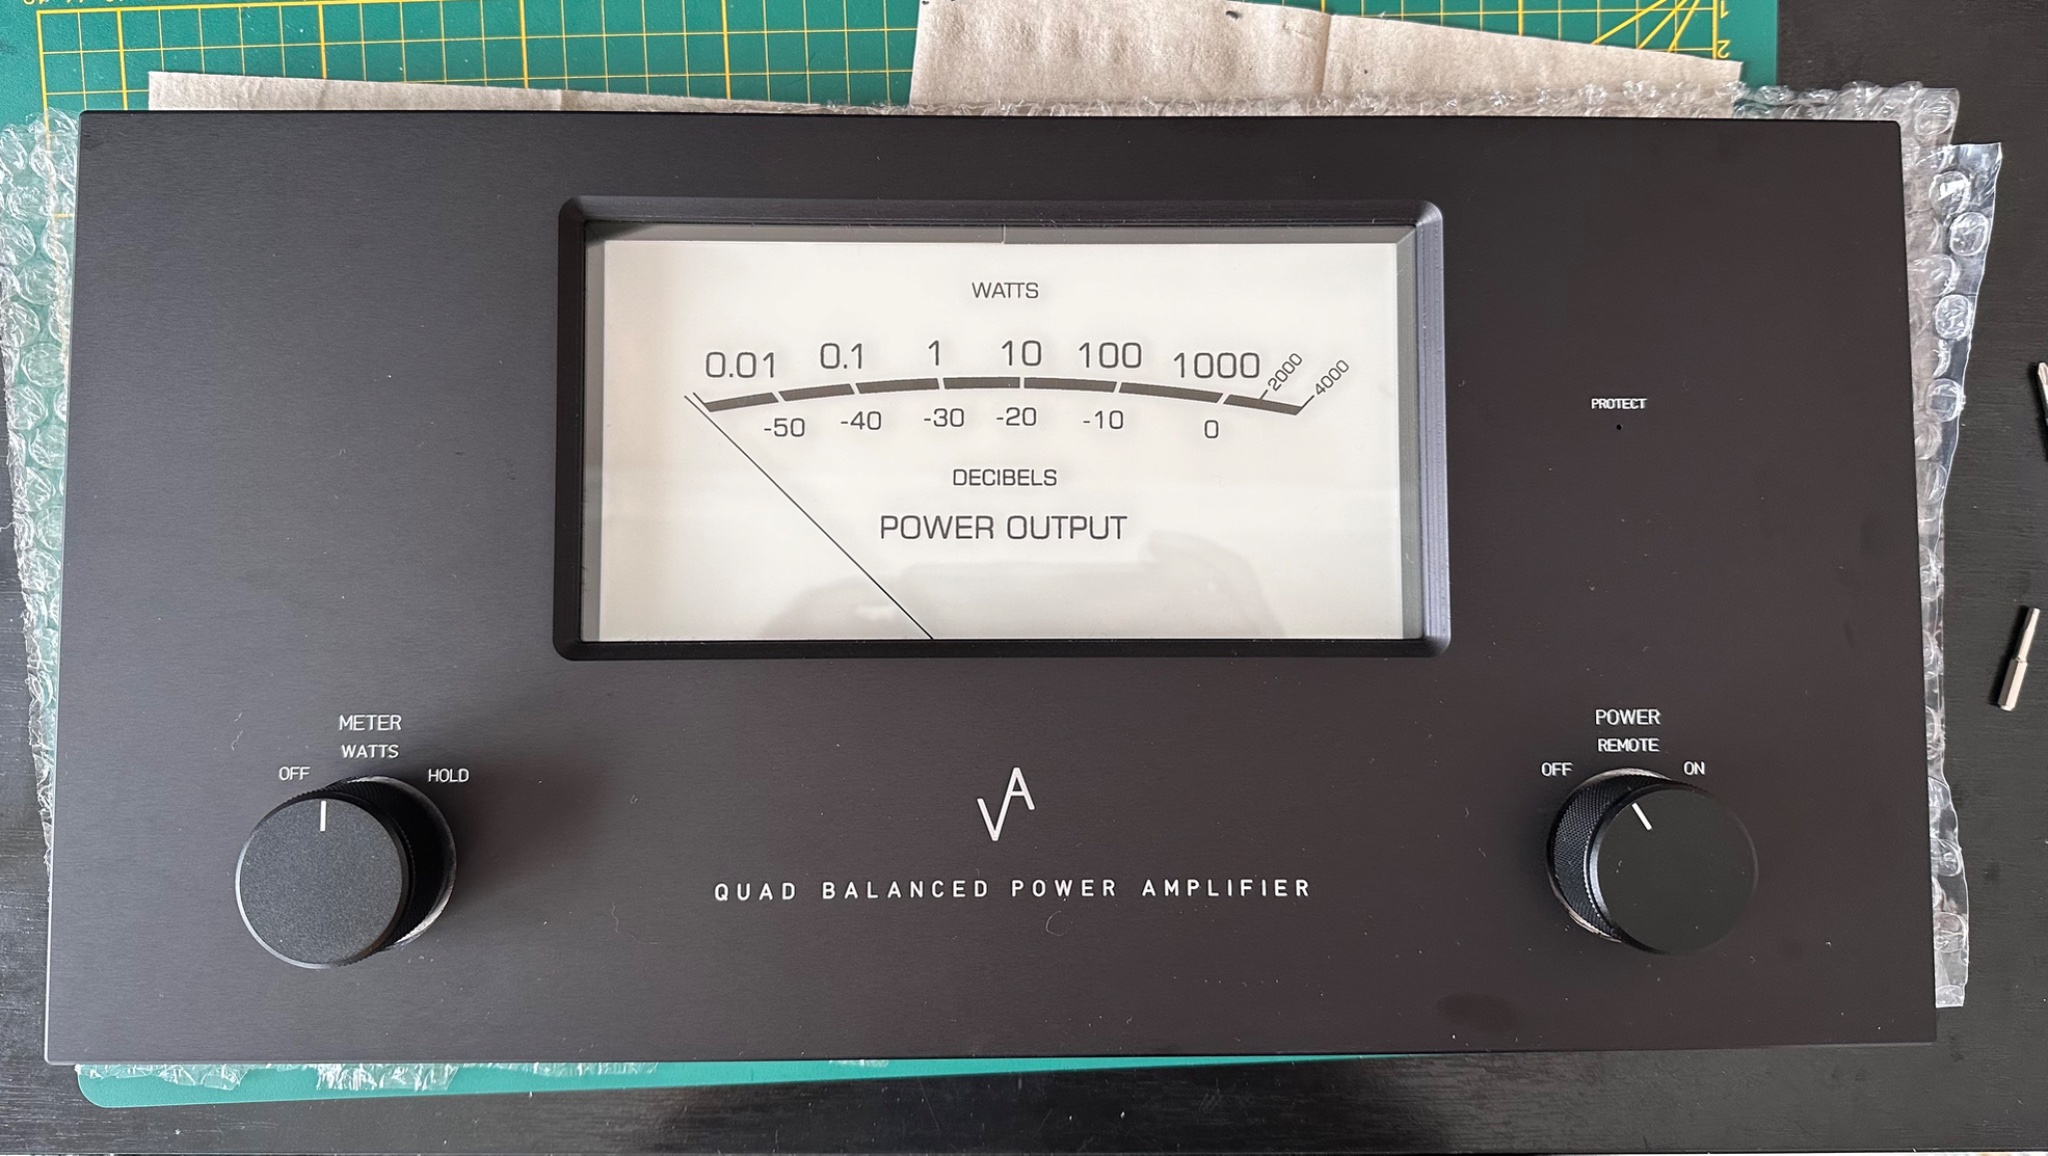 WATTS
0.01 0.1 1 10 100 1000 2000 4000
-50 -40 -30 -20 -10 0
DECIBELS
POWER OUTPUT
PROTECT
METER
WATTS
OFF HOLD
POWER
REMOTE
OFF ON
VA
QUAD BALANCED POWER AMPLIFIER